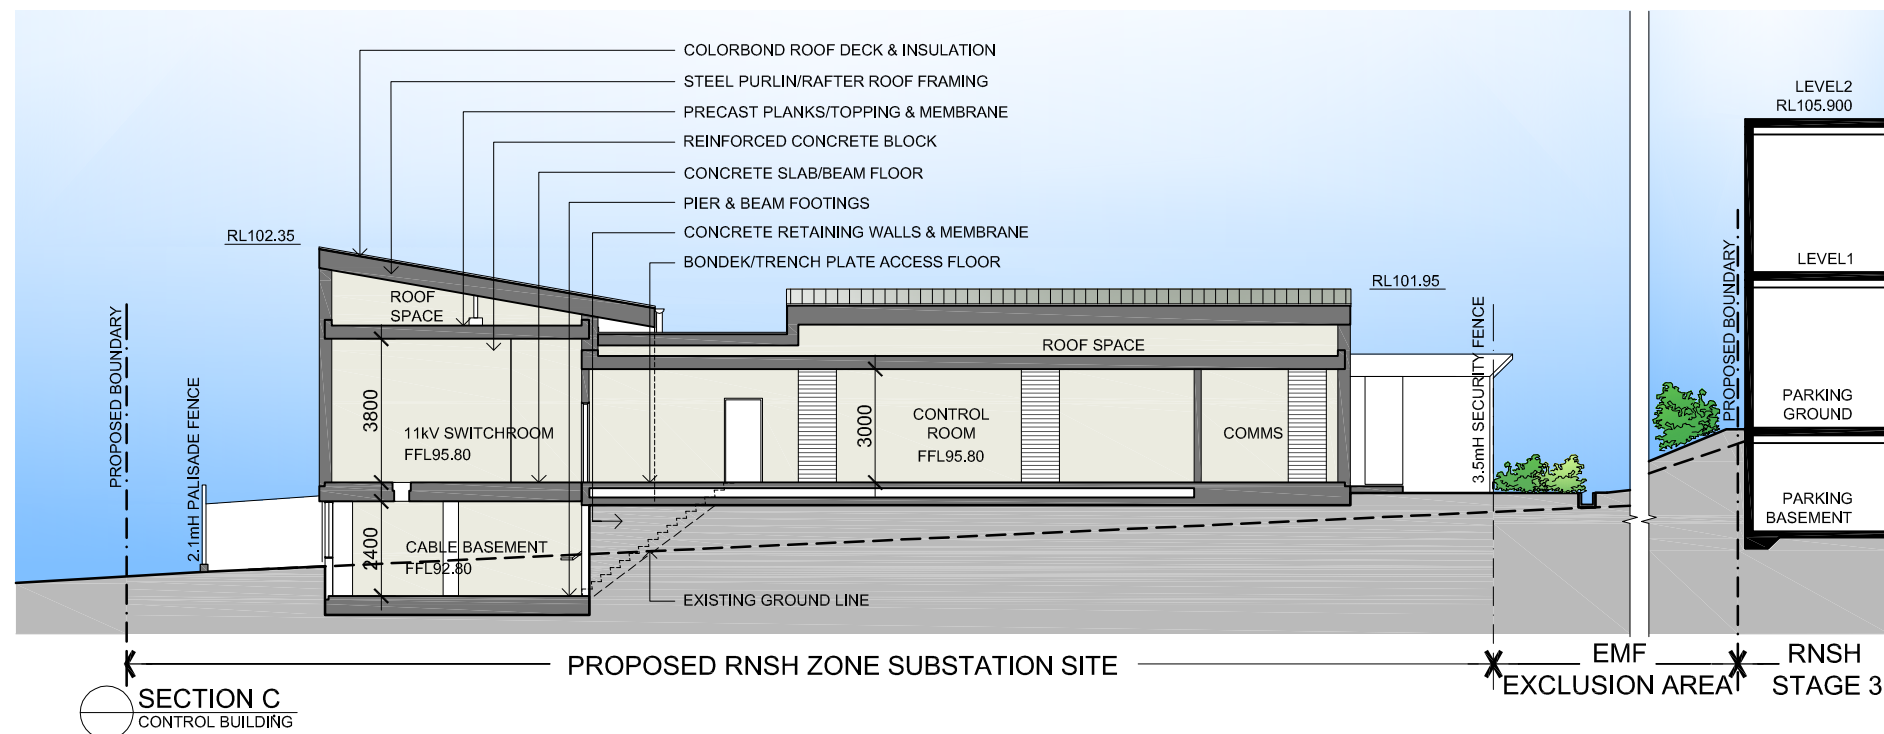 COLORBOND ROOF DECK & INSULATION
STEEL PURLIN/RAFTER ROOF FRAMING
PRECAST PLANKS/TOPPING & MEMBRANE
REINFORCED CONCRETE BLOCK
CONCRETE SLAB/BEAM FLOOR
PIER & BEAM FOOTINGS
CONCRETE RETAINING WALLS & MEMBRANE
BONDEK/TRENCH PLATE ACCESS FLOOR
RL102.35
RL101.95
LEVEL2
RL105.900
LEVEL1
PARKING
GROUND
PARKING
BASEMENT
PROPOSED BOUNDARY
2.1mH PALISADE FENCE
ROOF
SPACE
3800
11kV SWITCHROOM
FFL95.80
2400
CABLE BASEMENT
FFL92.80
ROOF SPACE
3000
CONTROL
ROOM
FFL95.80
COMMS
3.5mH SECURITY FENCE
PROPOSED BOUNDARY
EXISTING GROUND LINE
PROPOSED RNSH ZONE SUBSTATION SITE
EMF
EXCLUSION AREA
RNSH
STAGE 3
SECTION C
CONTROL BUILDING